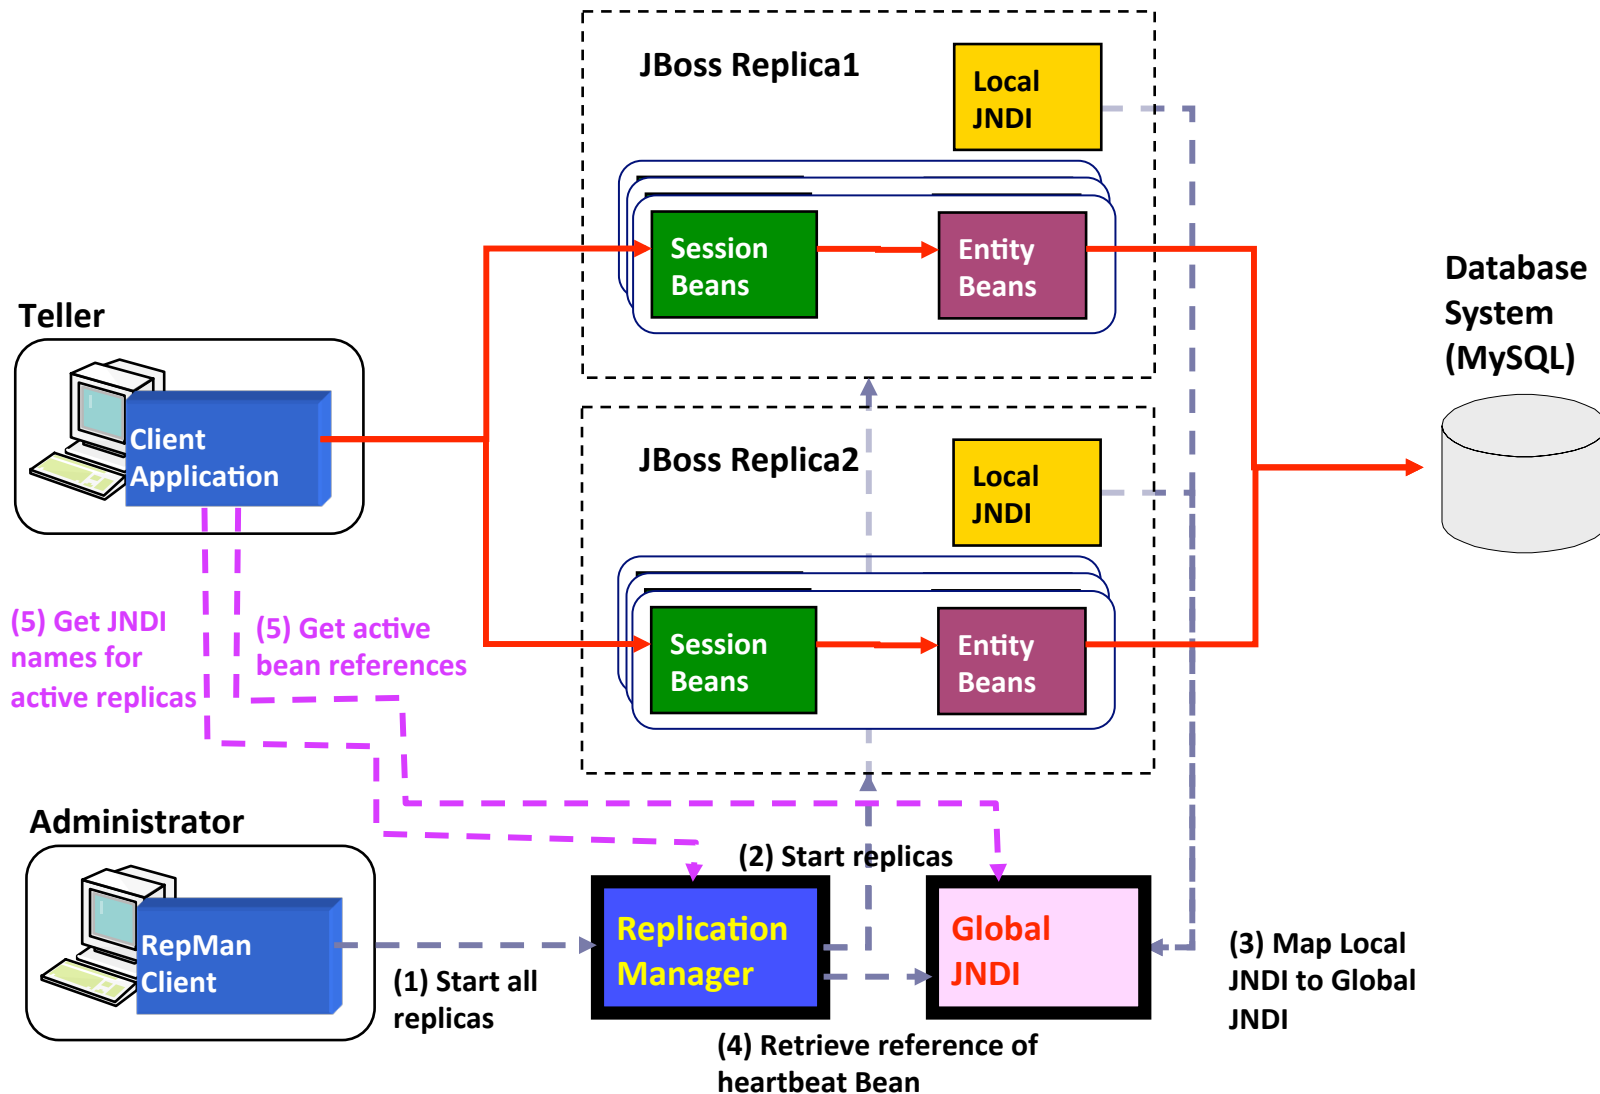 JBoss Replica1
Local
JNDI
Session
Beans
Entity
Beans
Database
System
(MySQL)
Teller
Client
Application
JBoss Replica2
Local
JNDI
Session
Beans
Entity
Beans
(5) Get JNDI
names for
active replicas
(5) Get active
bean references
Administrator
RepMan
Client
(1) Start all
replicas
(2) Start replicas
Replication
Manager
Global
JNDI
(3) Map Local
JNDI to Global
JNDI
(4) Retrieve reference of
heartbeat Bean